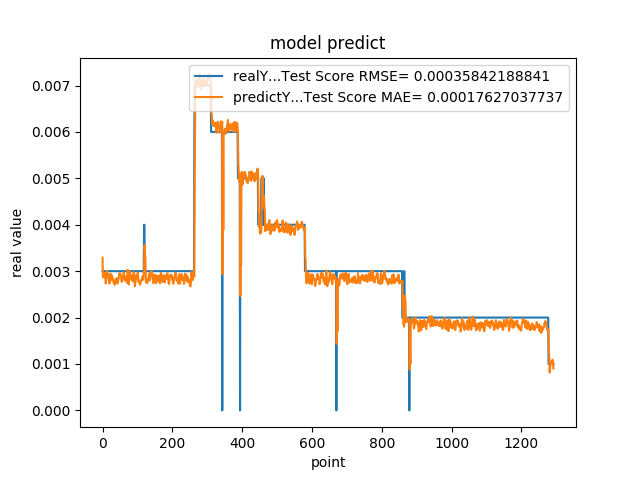 model predict
realY...Test Score RMSE= 0.00035842188841
predictY...Test Score MAE= 0.00017627037737
real value
0.007
0.006
0.005
0.004
0.003
0.002
0.001
0.000
0 200 400 600 800 1000 1200
point